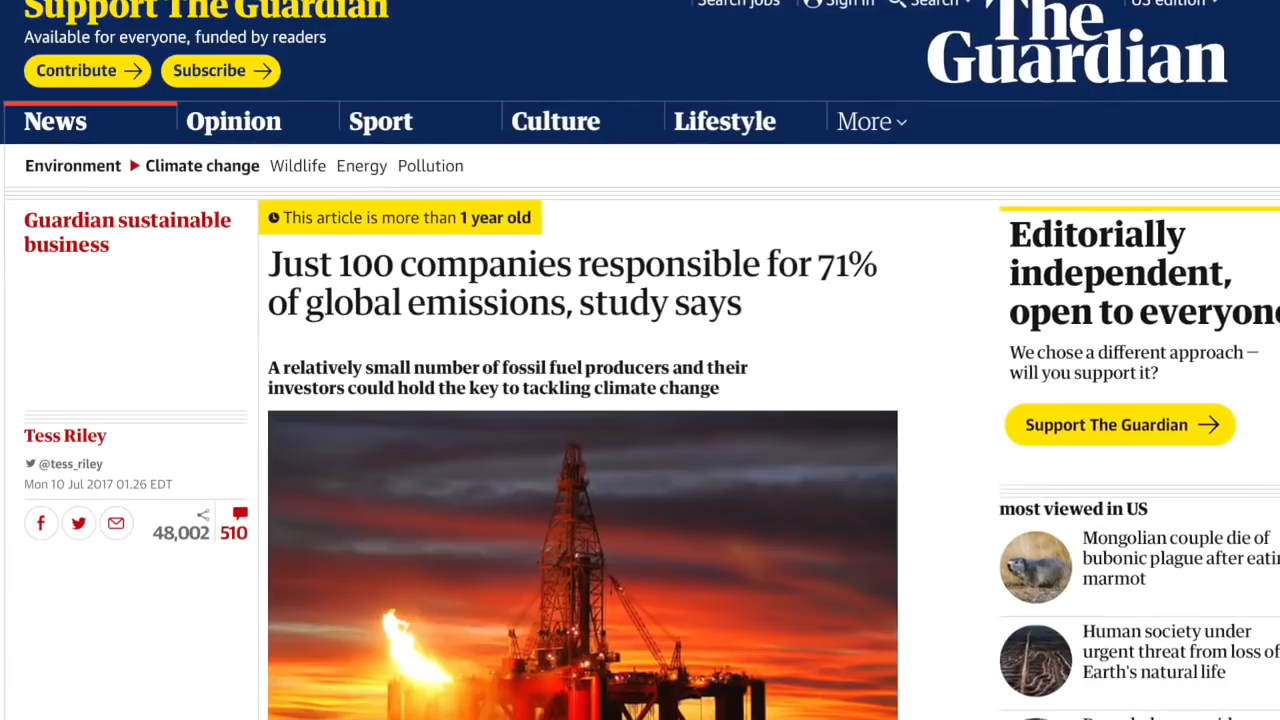 Support The Guardian
Available for everyone, funded by readers
Contribute
Subscribe
Search jobs
Sign in
Search
US edition
The
Guardian
News
Opinion
Sport
Culture
Lifestyle
More
Environment
Climate change
Wildlife
Energy
Pollution
Guardian sustainable
business
This article is more than 1 year old
Just 100 companies responsible for 71%
of global emissions, study says
A relatively small number of fossil fuel producers and their
investors could hold the key to tackling climate change
Tess Riley
@tess_riley
Mon 10 Jul 2017 01.26 EDT
48,002
510
Editorially
independent,
open to everyone
We chose a different approach —
will you support it?
Support The Guardian
most viewed in US
Mongolian couple die of
bubonic plague after eati
marmot
Human society under
urgent threat from loss of
Earth's natural life